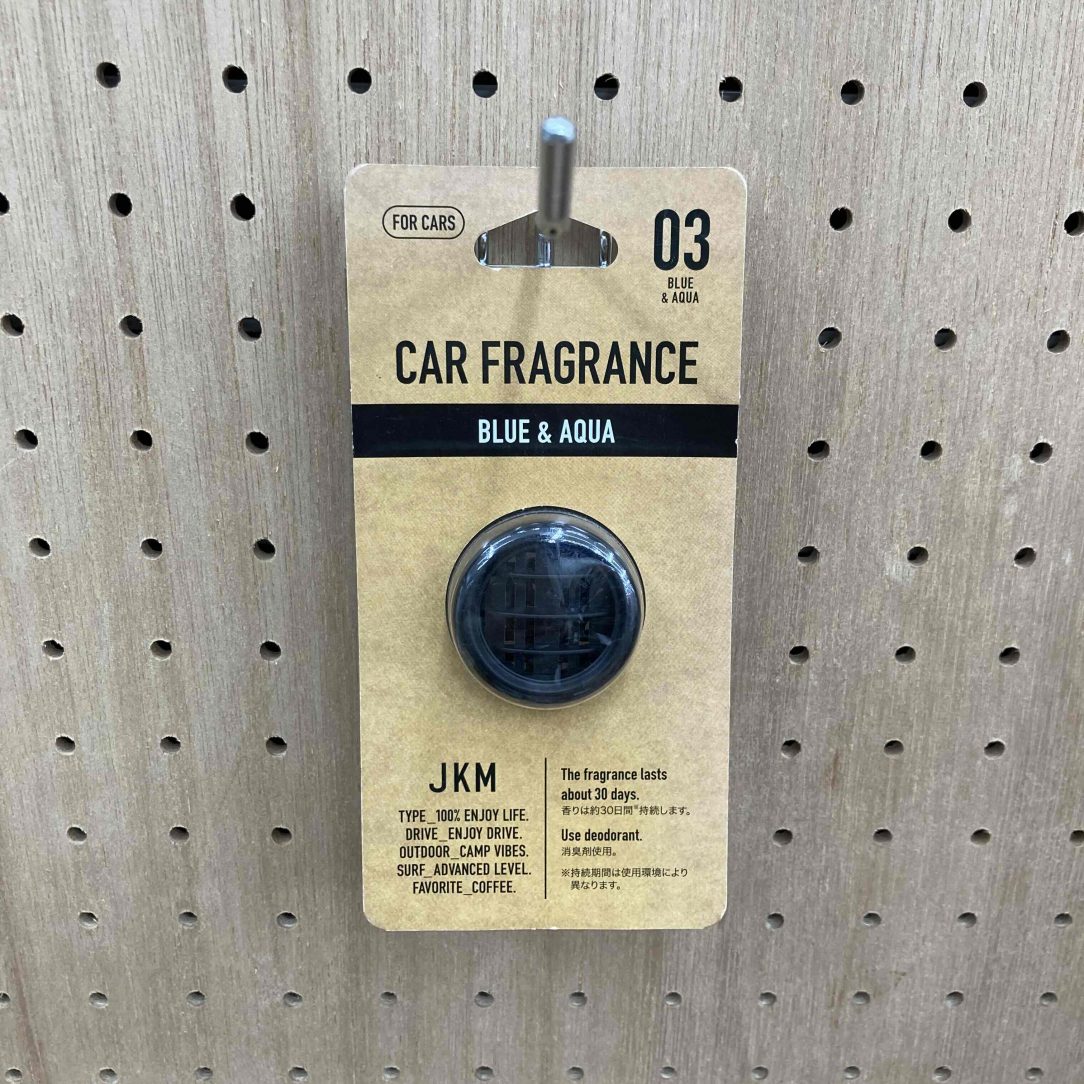 FOR CARS
03
BLUE
& AQUA
CAR FRAGRANCE
BLUE & AQUA
JKM
TYPE_100% ENJOY LIFE.
DRIVE_ENJOY DRIVE.
OUTDOOR_CAMP VIBES.
SURF_ADVANCED LEVEL.
FAVORITE_COFFEE.
The fragrance lasts
about 30 days.
香りは約30日間※持続します。
Use deodorant.
消臭剤使用。
※持続期間は使用環境により
異なります。